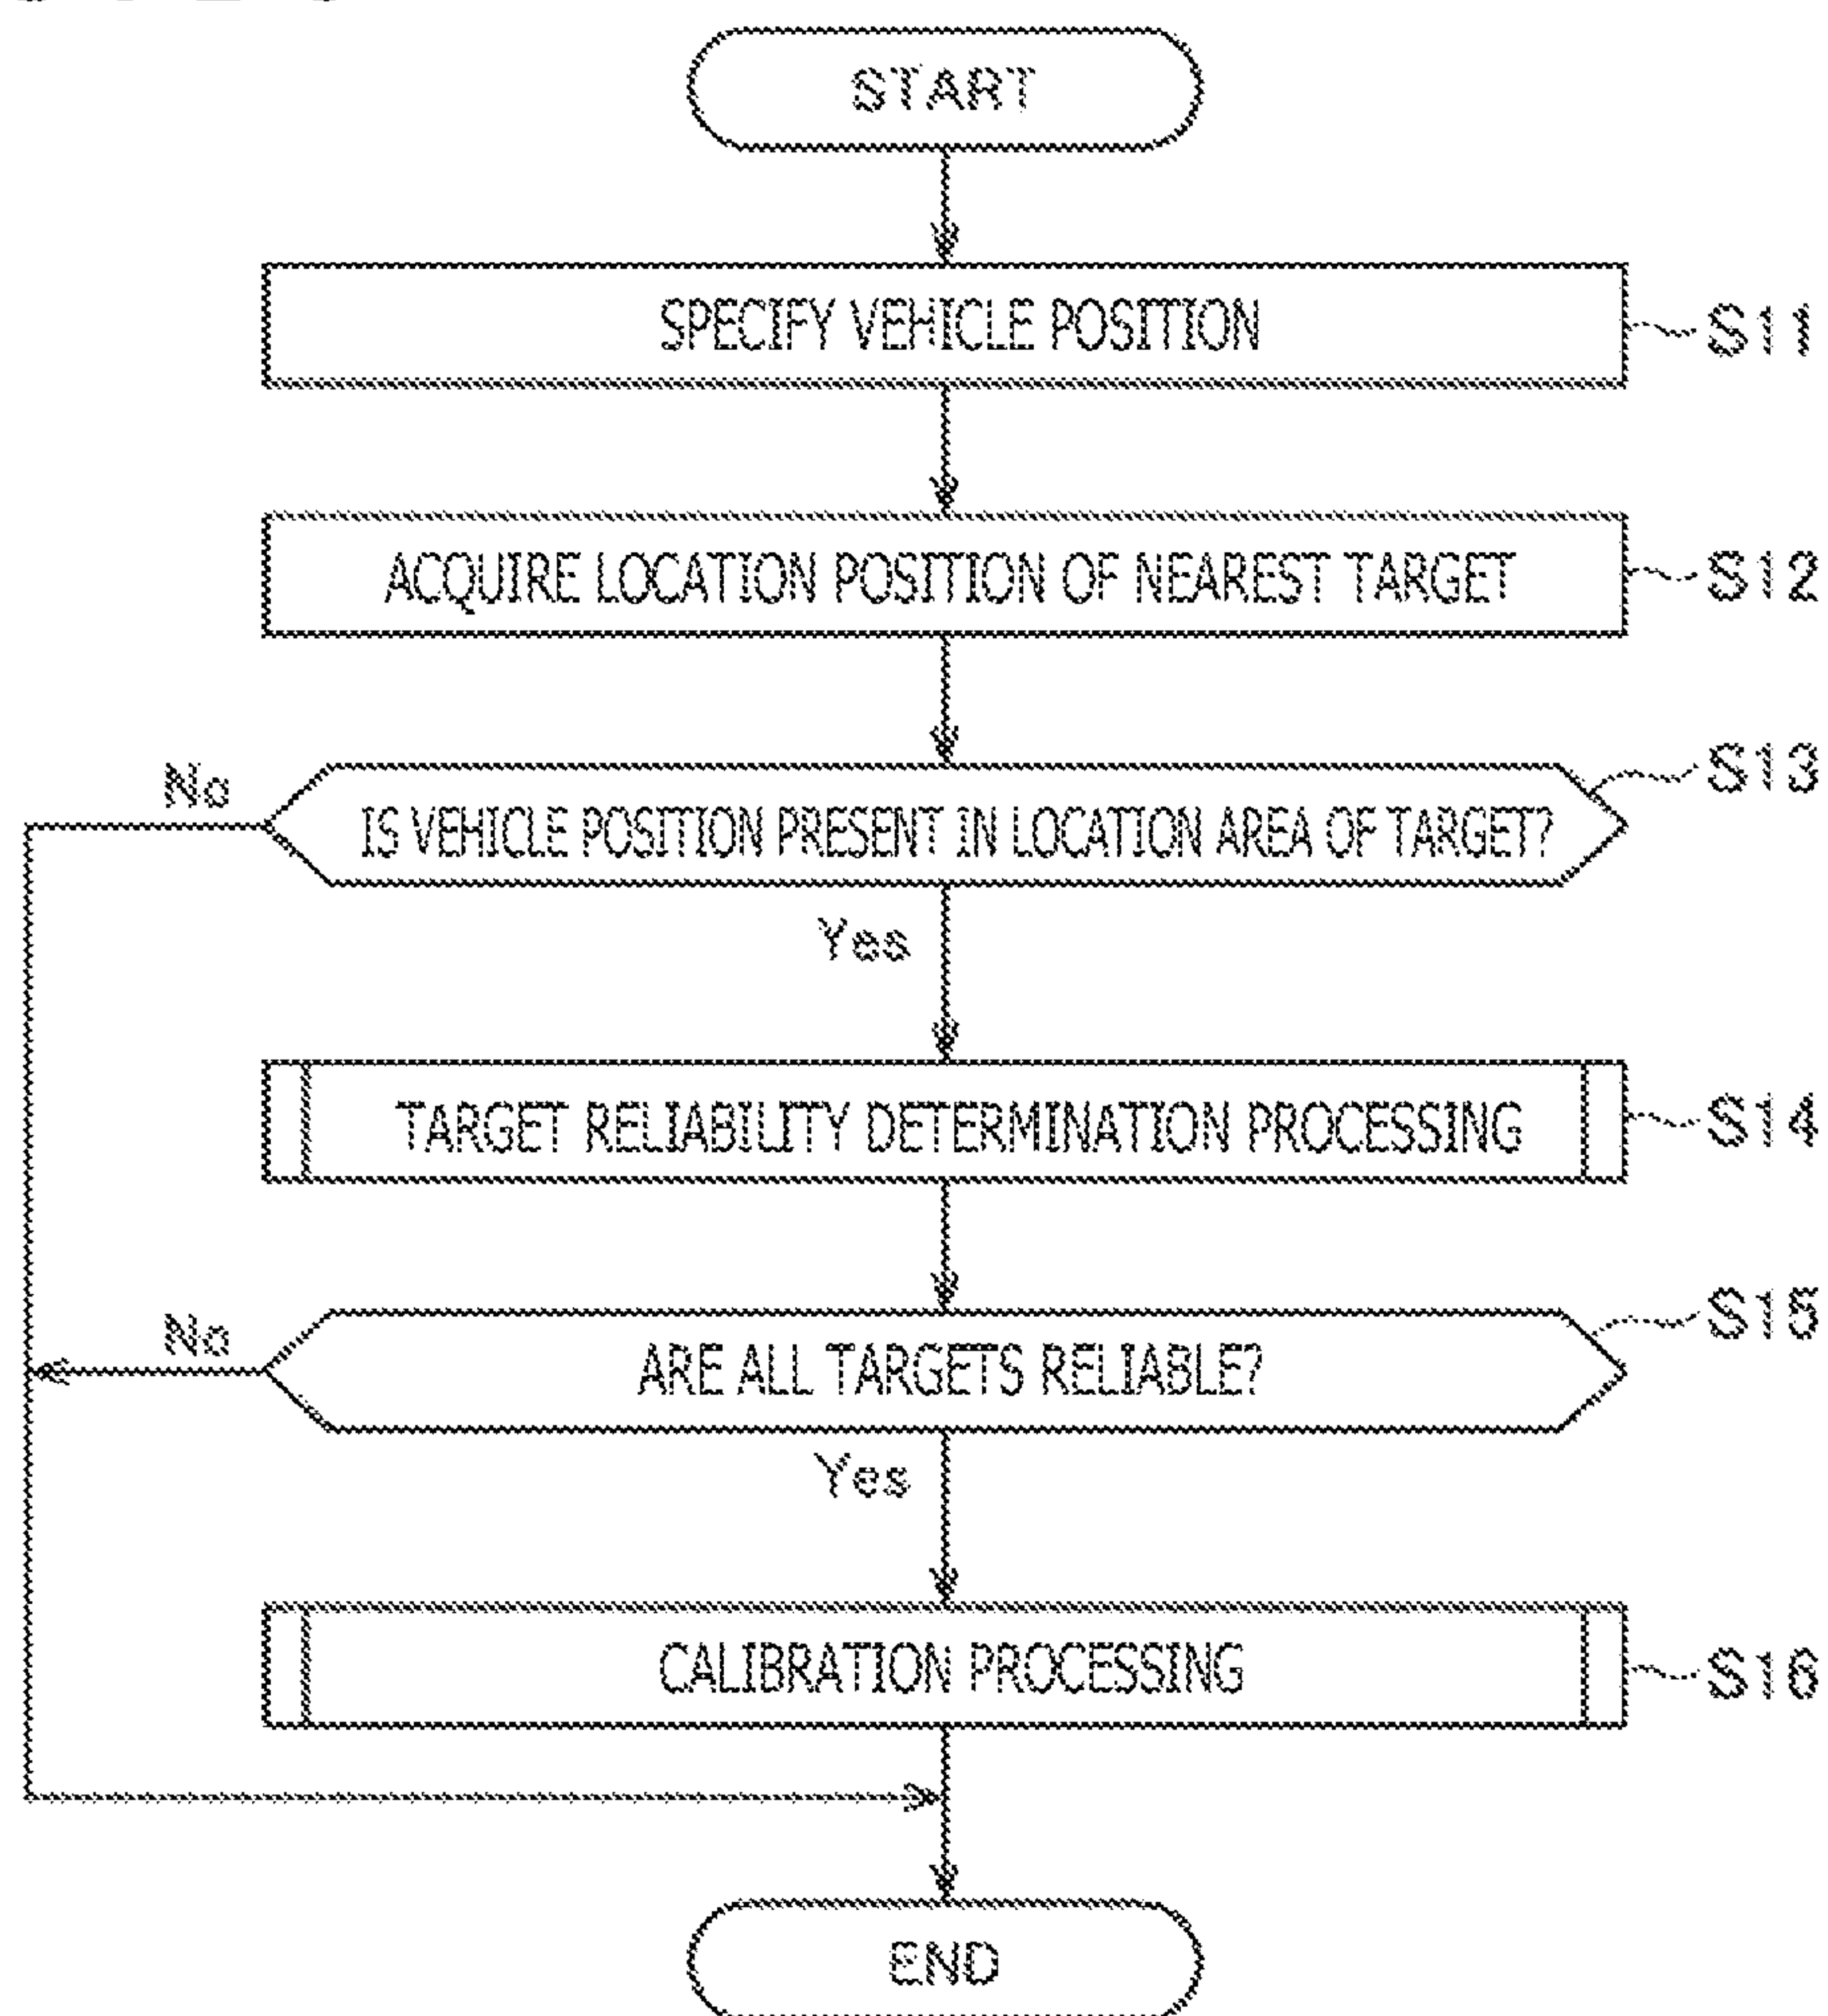 START
SPECIFY VEHICLE POSITION
S11
ACQUIRE LOCATION POSITION OF NEAREST TARGET
S12
S13
No
IS VEHICLE POSITION PRESENT IN LOCATION AREA OF TARGET?
Yes
TARGET RELIABILITY DETERMINATION PROCESSING
S14
S15
No
ARE ALL TARGETS RELIABLE?
Yes
CALIBRATION PROCESSING
S16
END